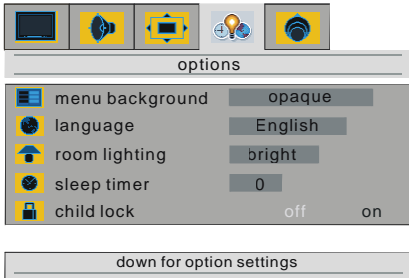 options
menu background opaque
language English
room lighting bright
sleep timer 0
child lock off on
down for option settings